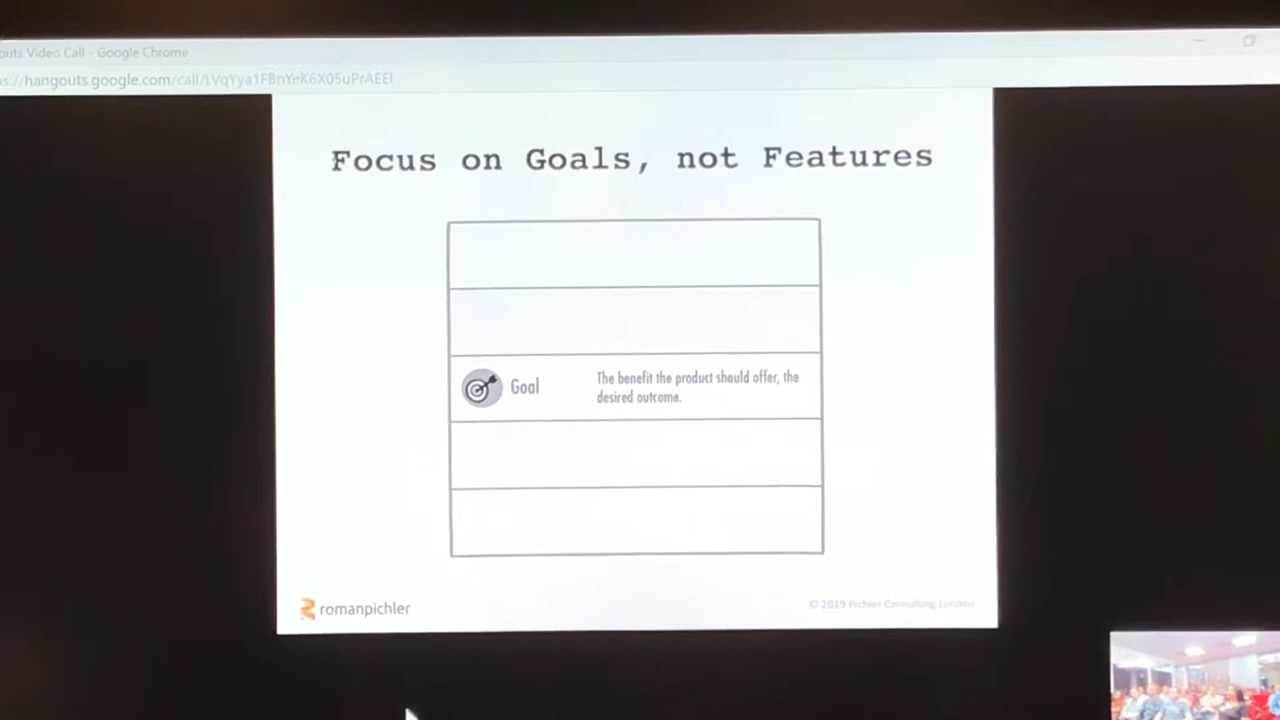 outs Video Call - Google Chrome
hangouts.google.com/call/
Focus on Goals, not Features
Goal
The benefit the product should offer, the
desired outcome.
romanpichler
© 2019 Pichler Consulting Limited